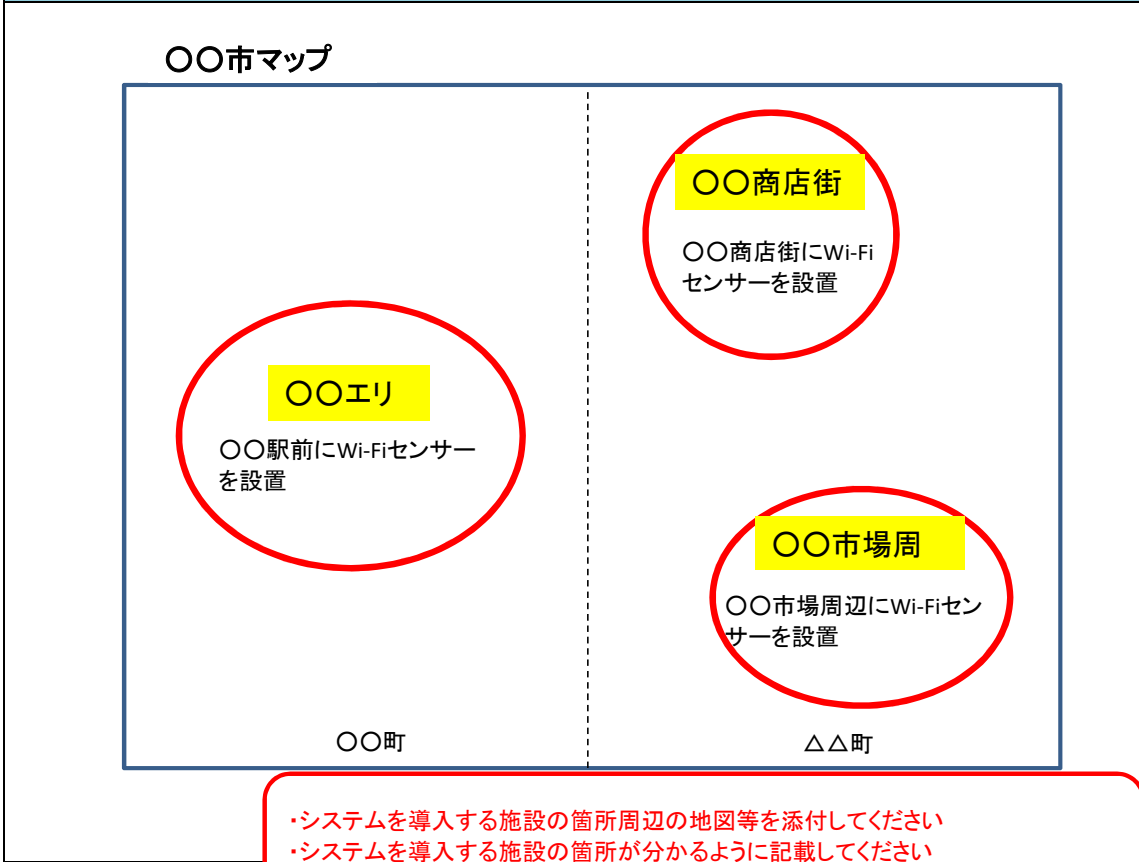 〇〇市マップ
〇〇商店街
〇〇商店街にWi-Fi
センサーを設置
〇〇エリ
〇〇駅前にWi-Fiセンサー
を設置
〇〇市場周
〇〇市場周辺にWi-Fiセン
サーを設置
〇〇町
△△町
・システムを導入する施設の箇所周辺の地図等を添付してください
・システムを導入する施設の箇所が分かるように記載してください